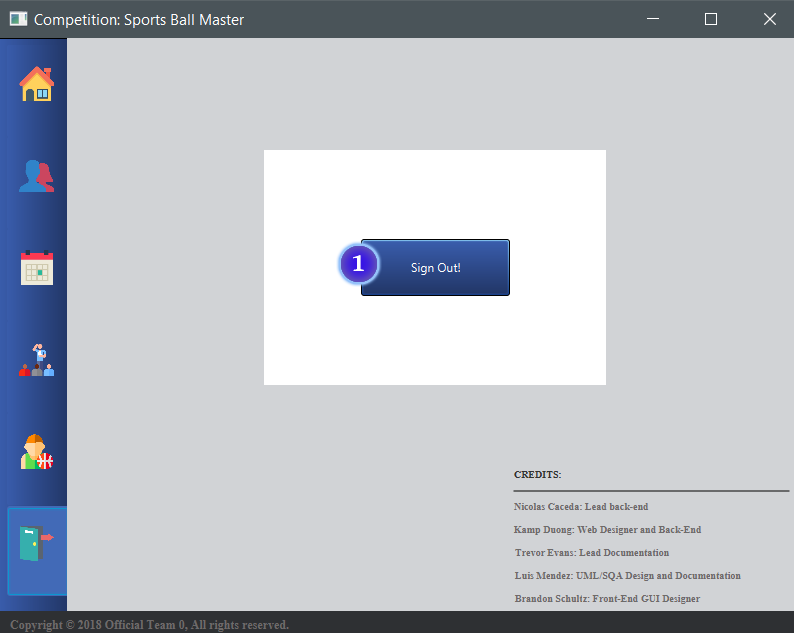 Competition: Sports Ball Master
1
Sign Out!
CREDITS:
Nicolas Caceda: Lead back-end
Kamp Duong: Web Designer and Back-End
Trevor Evans: Lead Documentation
Luis Mendez: UML/SQA Design and Documentation
Brandon Schultz: Front-End GUI Designer
Copyright © 2018 Official Team 0, All rights reserved.